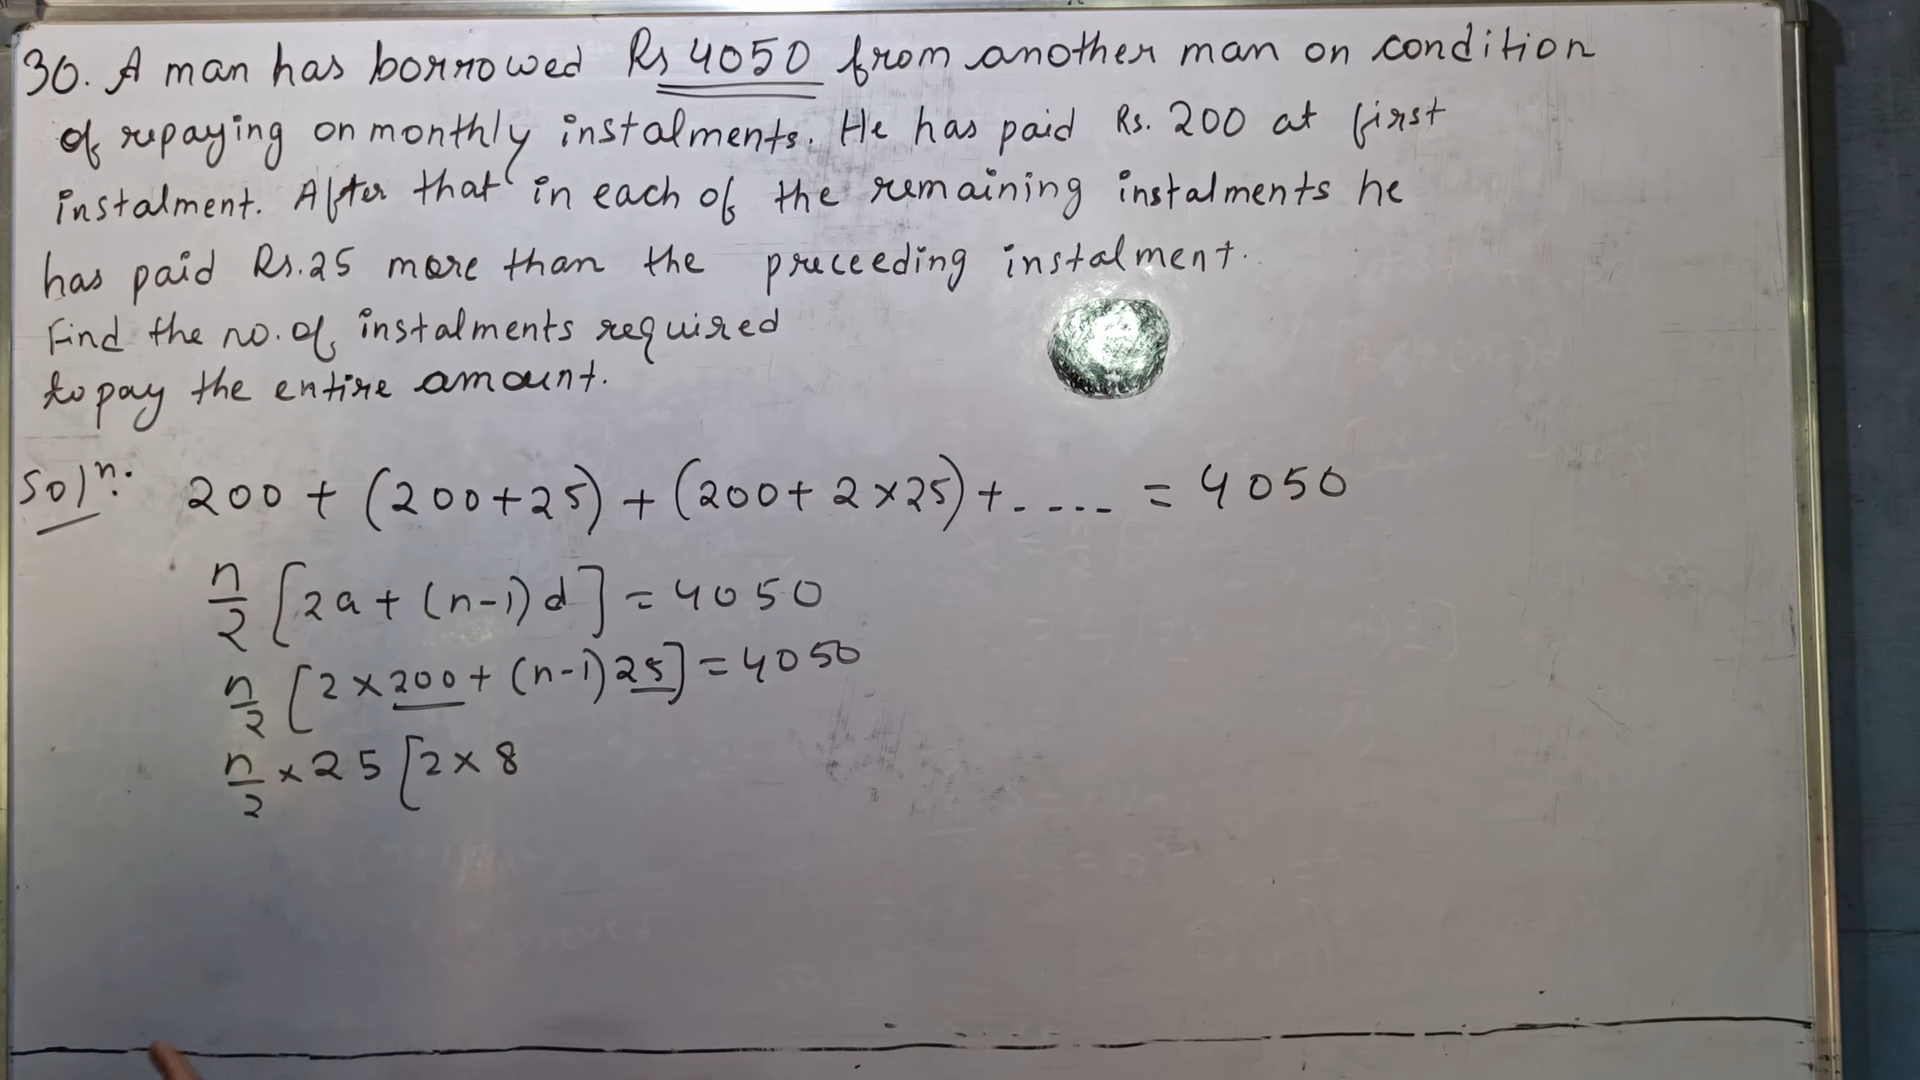 30. A man has borrowed Rs 4050 from another man on condition
of repaying on monthly instalments. He has paid Rs. 200 at first
instalment. After that in each of the remaining instalments he
has paid Rs.25 more than the preceeding instalment.
Find the no. of instalments required
to pay the entire amount.
Solⁿ: 200 + (200+25) + (200+ 2×25)+ ..... = 4050
n/2 [2a + (n-1)d] = 4050
n/2 [2×200+ (n-1)25] = 4050
n/2 × 25 [2×8